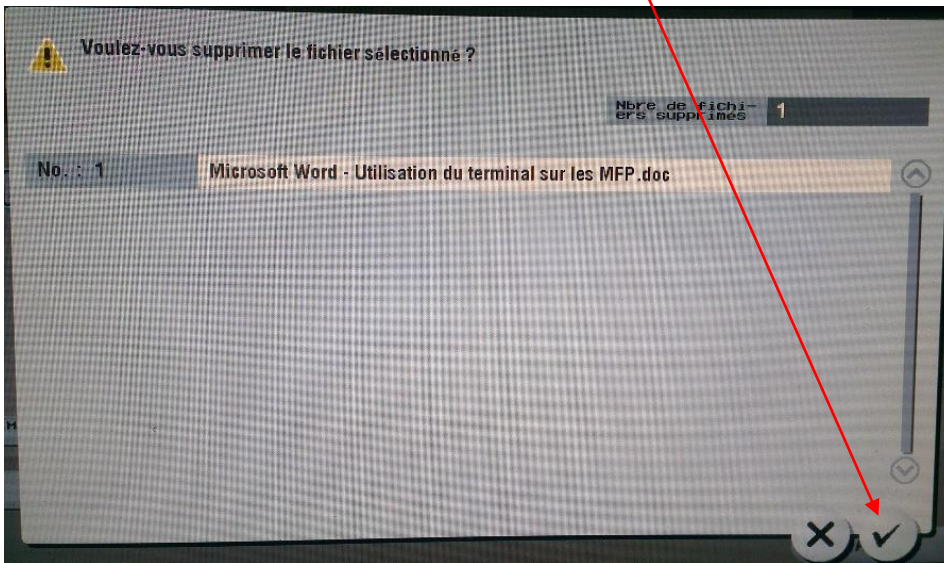 Voulez-vous supprimer le fichier sélectionné ?
Nbre de fichi-
ers supprimés
1
No. : 1
Microsoft Word - Utilisation du terminal sur les MFP.doc
M